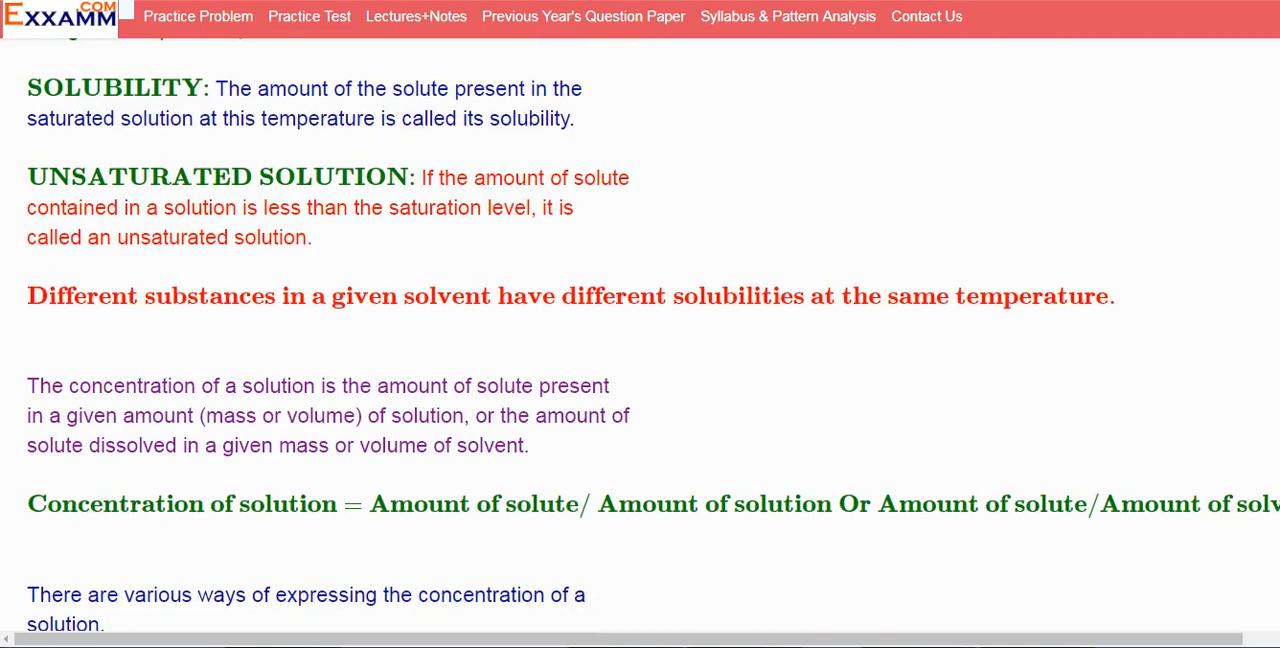 .COM
EXXAMM
Practice Problem Practice Test Lectures+Notes Previous Year's Question Paper Syllabus & Pattern Analysis Contact Us
SOLUBILITY: The amount of the solute present in the
saturated solution at this temperature is called its solubility.
UNSATURATED SOLUTION: If the amount of solute
contained in a solution is less than the saturation level, it is
called an unsaturated solution.
Different substances in a given solvent have different solubilities at the same temperature.
The concentration of a solution is the amount of solute present
in a given amount (mass or volume) of solution, or the amount of
solute dissolved in a given mass or volume of solvent.
Concentration of solution = Amount of solute/ Amount of solution Or Amount of solute/Amount of solv
There are various ways of expressing the concentration of a
solution.